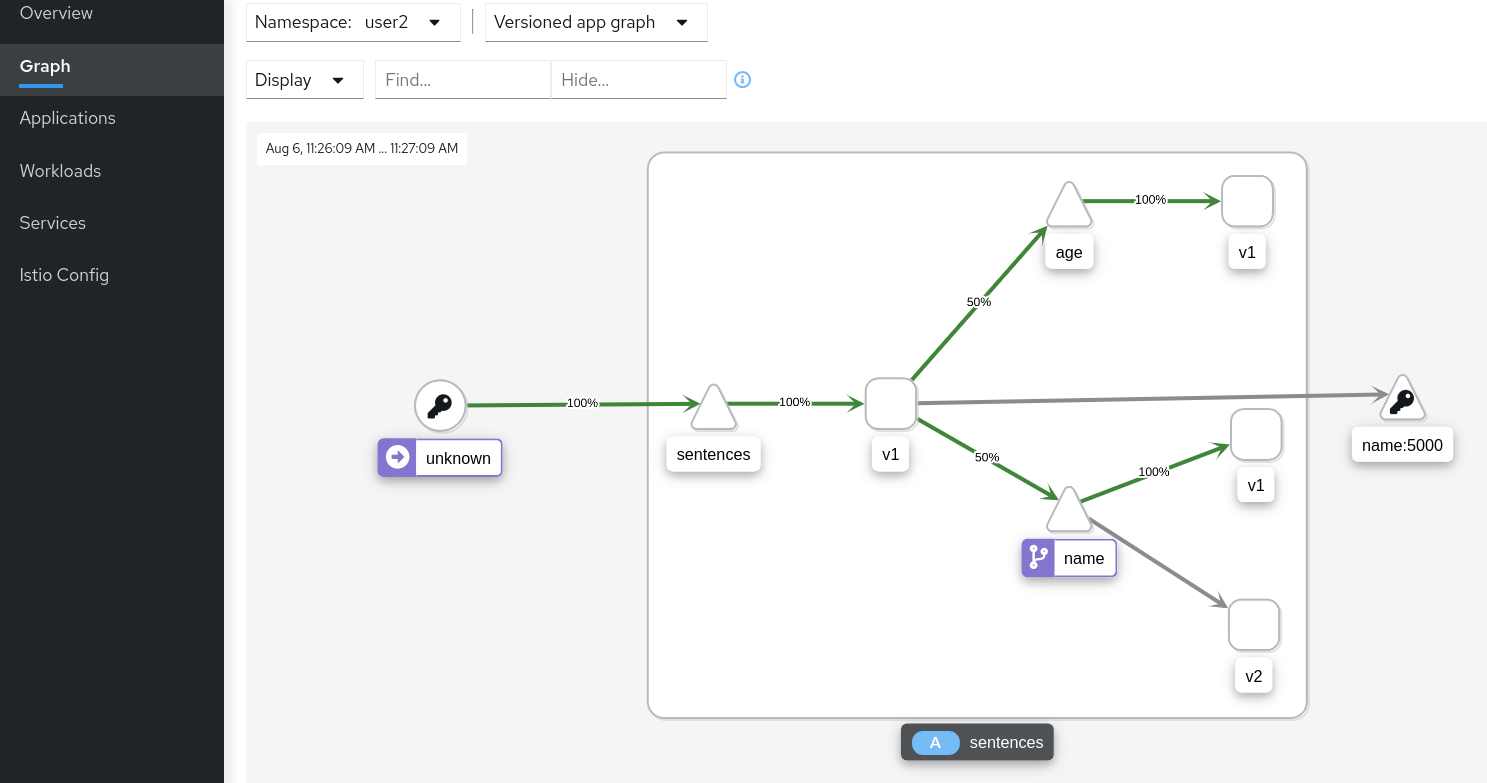 Overview
Graph
Applications
Workloads
Services
Istio Config
Namespace: user2
Versioned app graph
Display
Find...
Hide...
Aug 6, 11:26:09 AM ... 11:27:09 AM
100%
age
v1
50%
100%
100%
unknown
sentences
v1
name:5000
50%
100%
v1
name
v2
A sentences